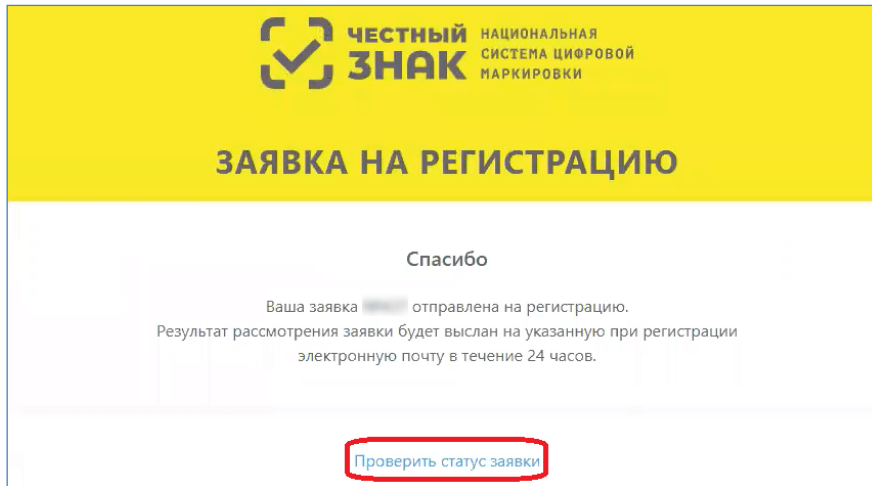 ЧЕСТНЫЙ
ЗНАК
НАЦИОНАЛЬНАЯ
СИСТЕМА ЦИФРОВОЙ
МАРКИРОВКИ
ЗАЯВКА НА РЕГИСТРАЦИЮ
Спасибо
Ваша заявка отправлена на регистрацию.
Результат рассмотрения заявки будет выслан на указанную при регистрации
электронную почту в течение 24 часов.
Проверить статус заявки